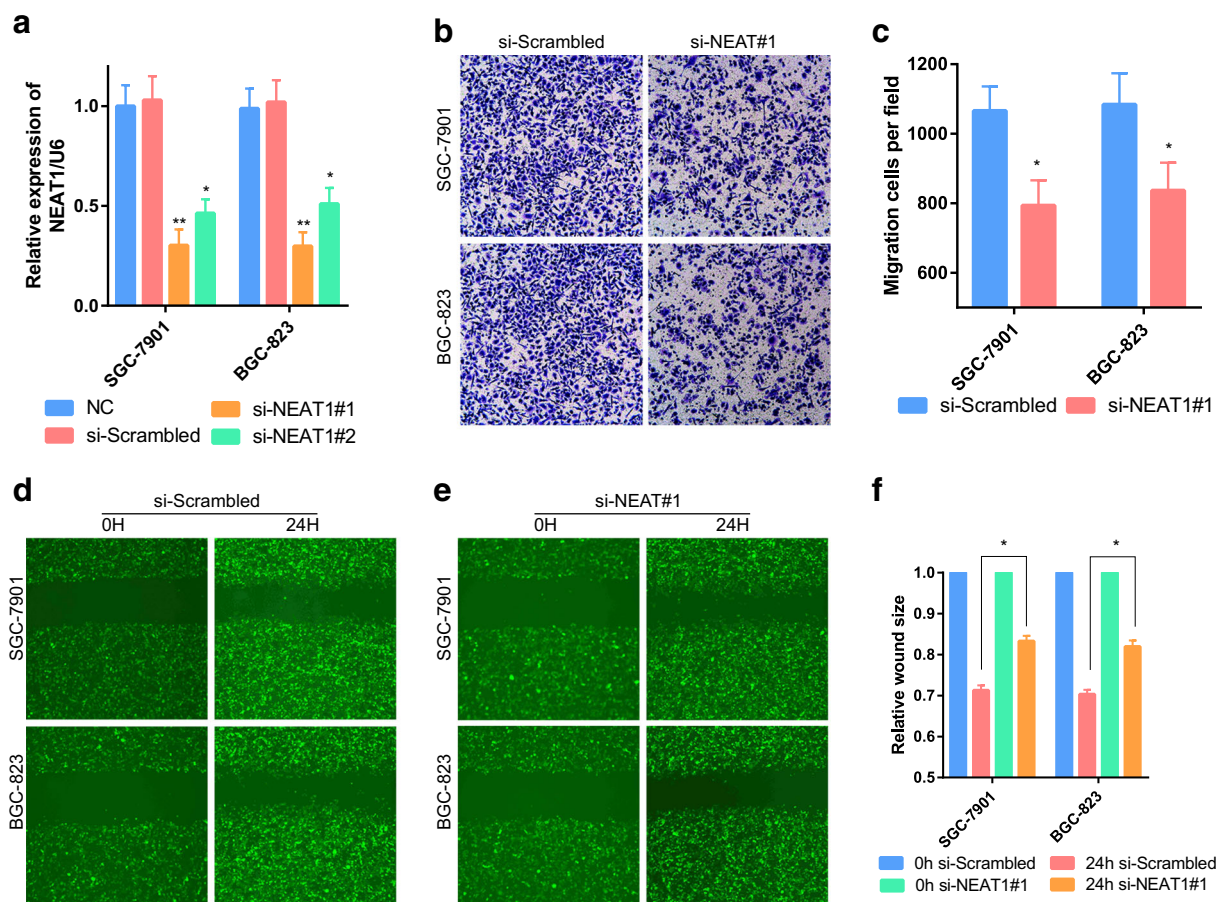 a
Relative expression of
NEAT1/U6
1.0
0.5
0.0
**
*
**
*
SGC-7901
BGC-823
NC
si-NEAT1#1
si-Scrambled
si-NEAT1#2
b
si-Scrambled
si-NEAT#1
SGC-7901
BGC-823
c
Migration cells per field
1200
1000
800
600
*
*
SGC-7901
BGC-823
si-Scrambled
si-NEAT1#1
d
si-Scrambled
0H
24H
SGC-7901
BGC-823
e
si-NEAT#1
0H
24H
SGC-7901
BGC-823
f
Relative wound size
1.0
0.9
0.8
0.7
0.6
0.5
*
*
SGC-7901
BGC-823
0h si-Scrambled
24h si-Scrambled
0h si-NEAT1#1
24h si-NEAT1#1